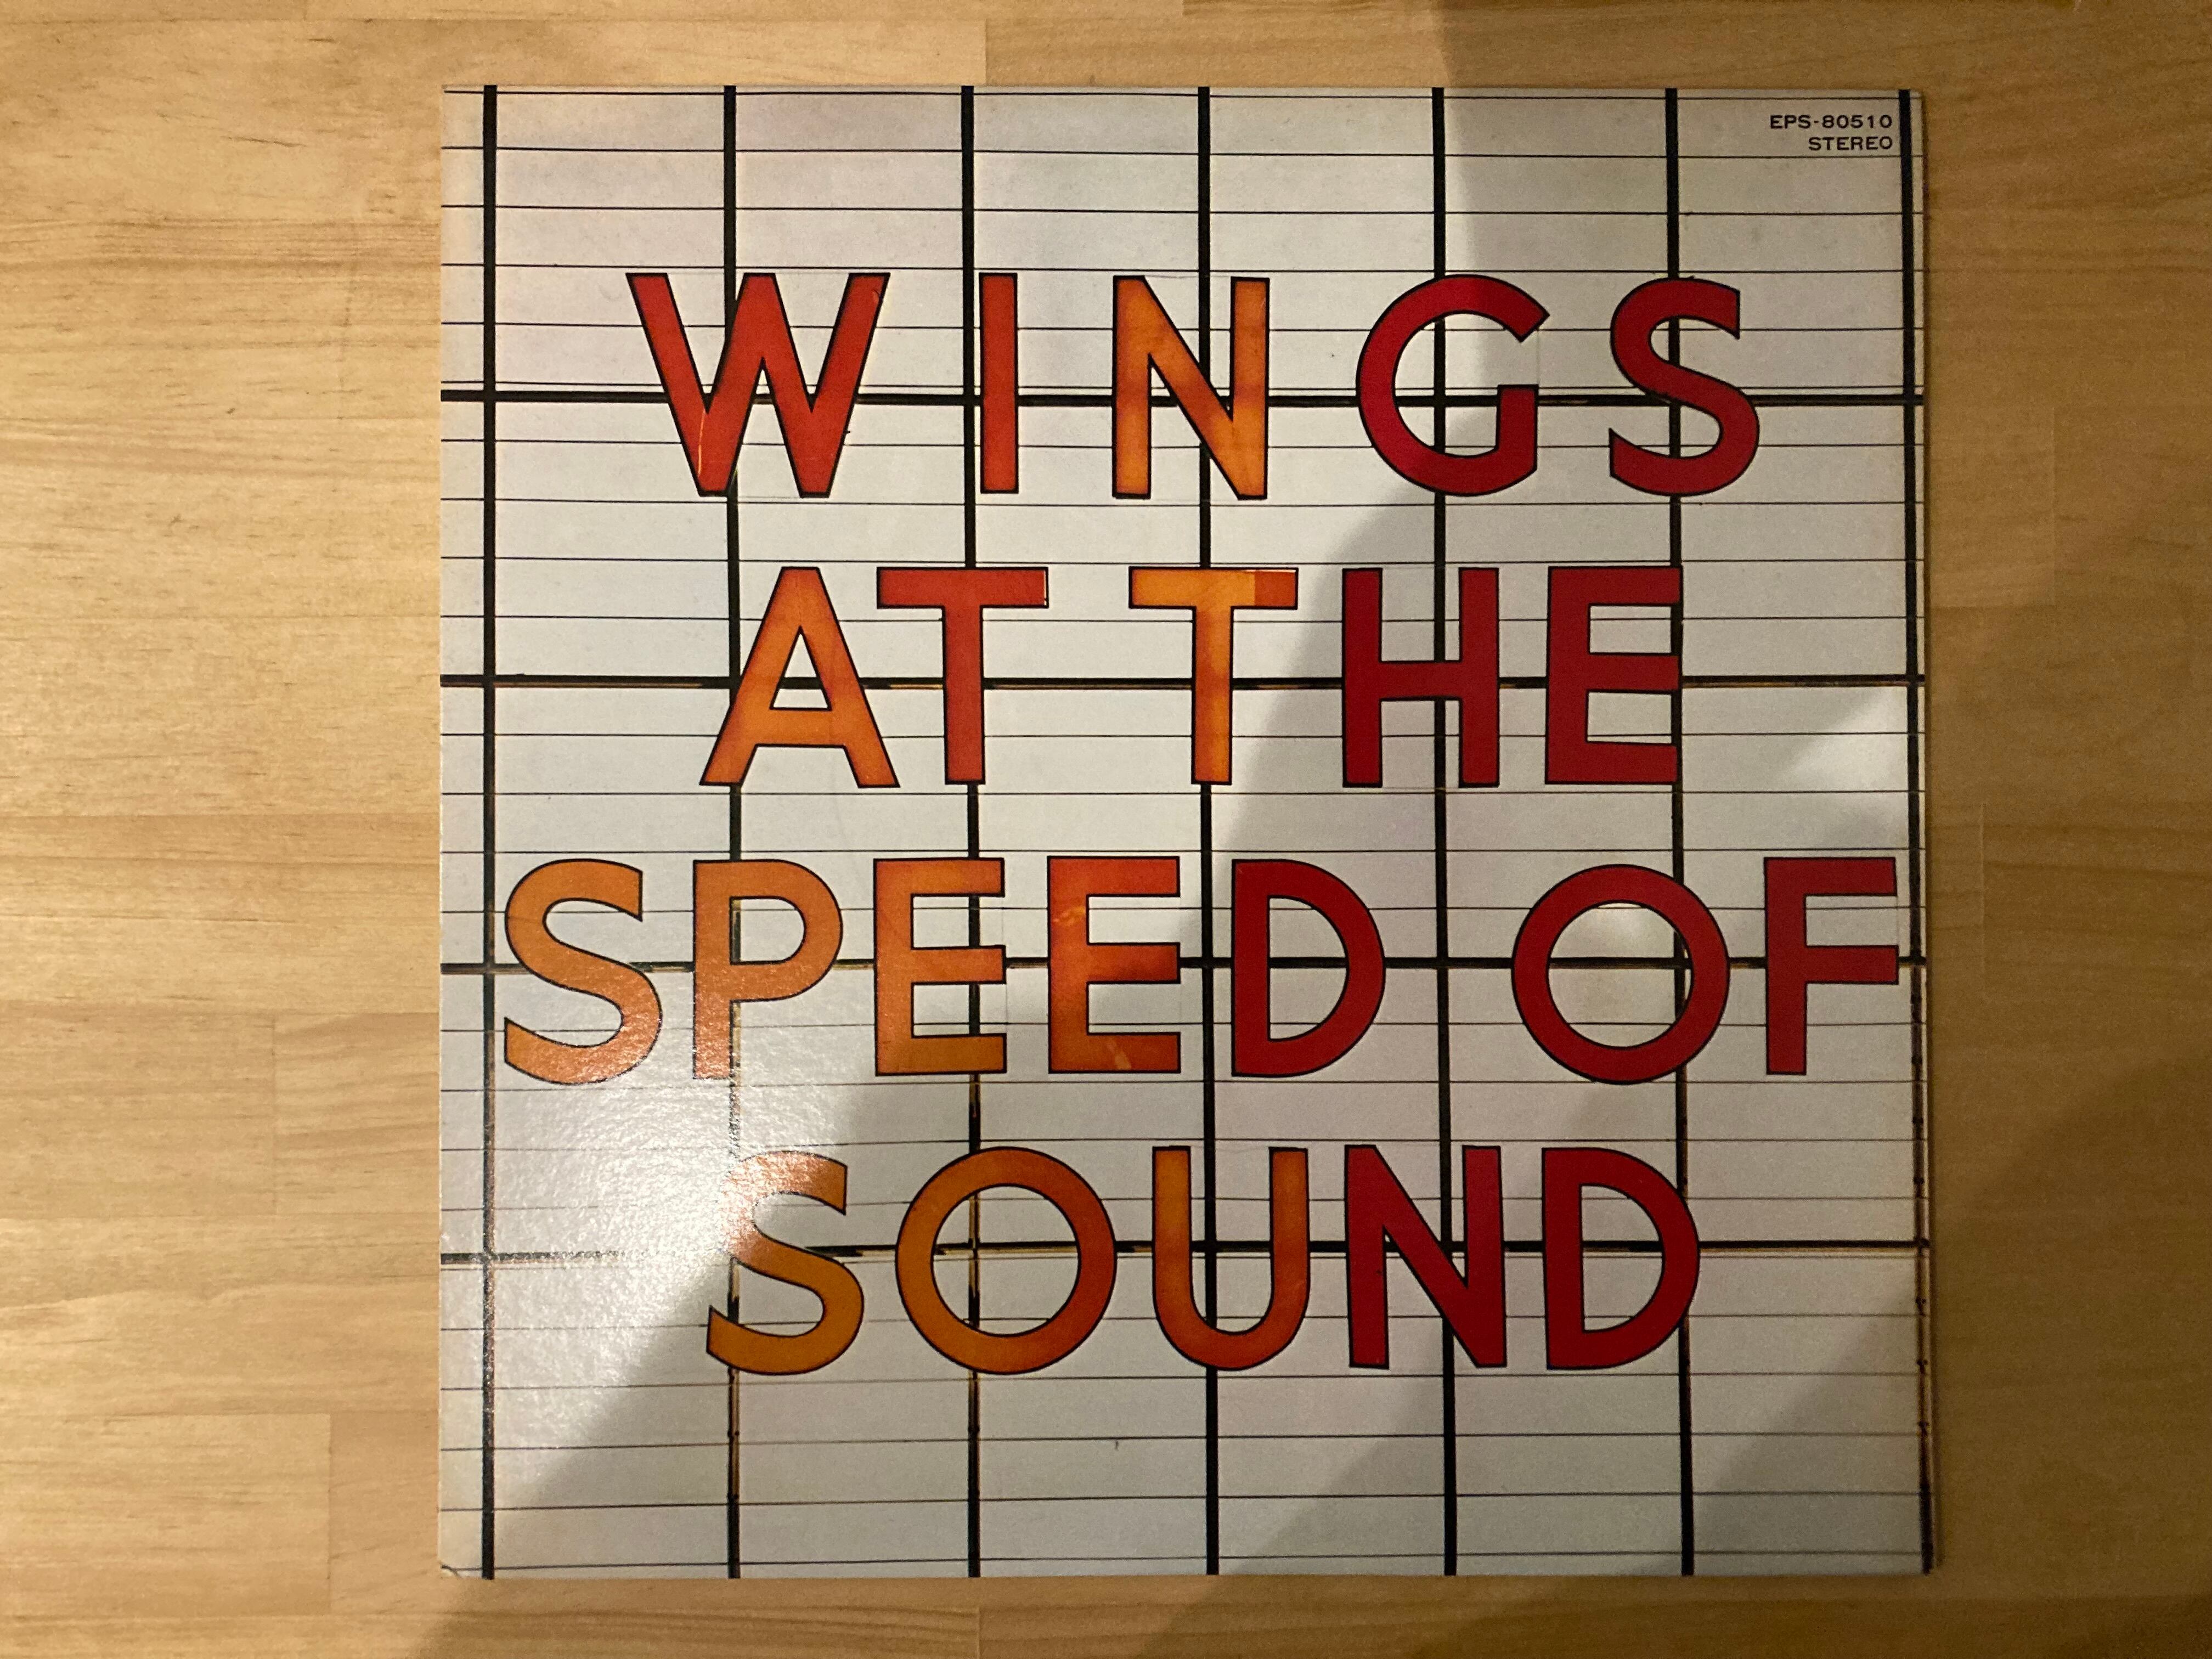 EPS-80510
STEREO
WINGS
AT THE
SPEED OF
SOUND